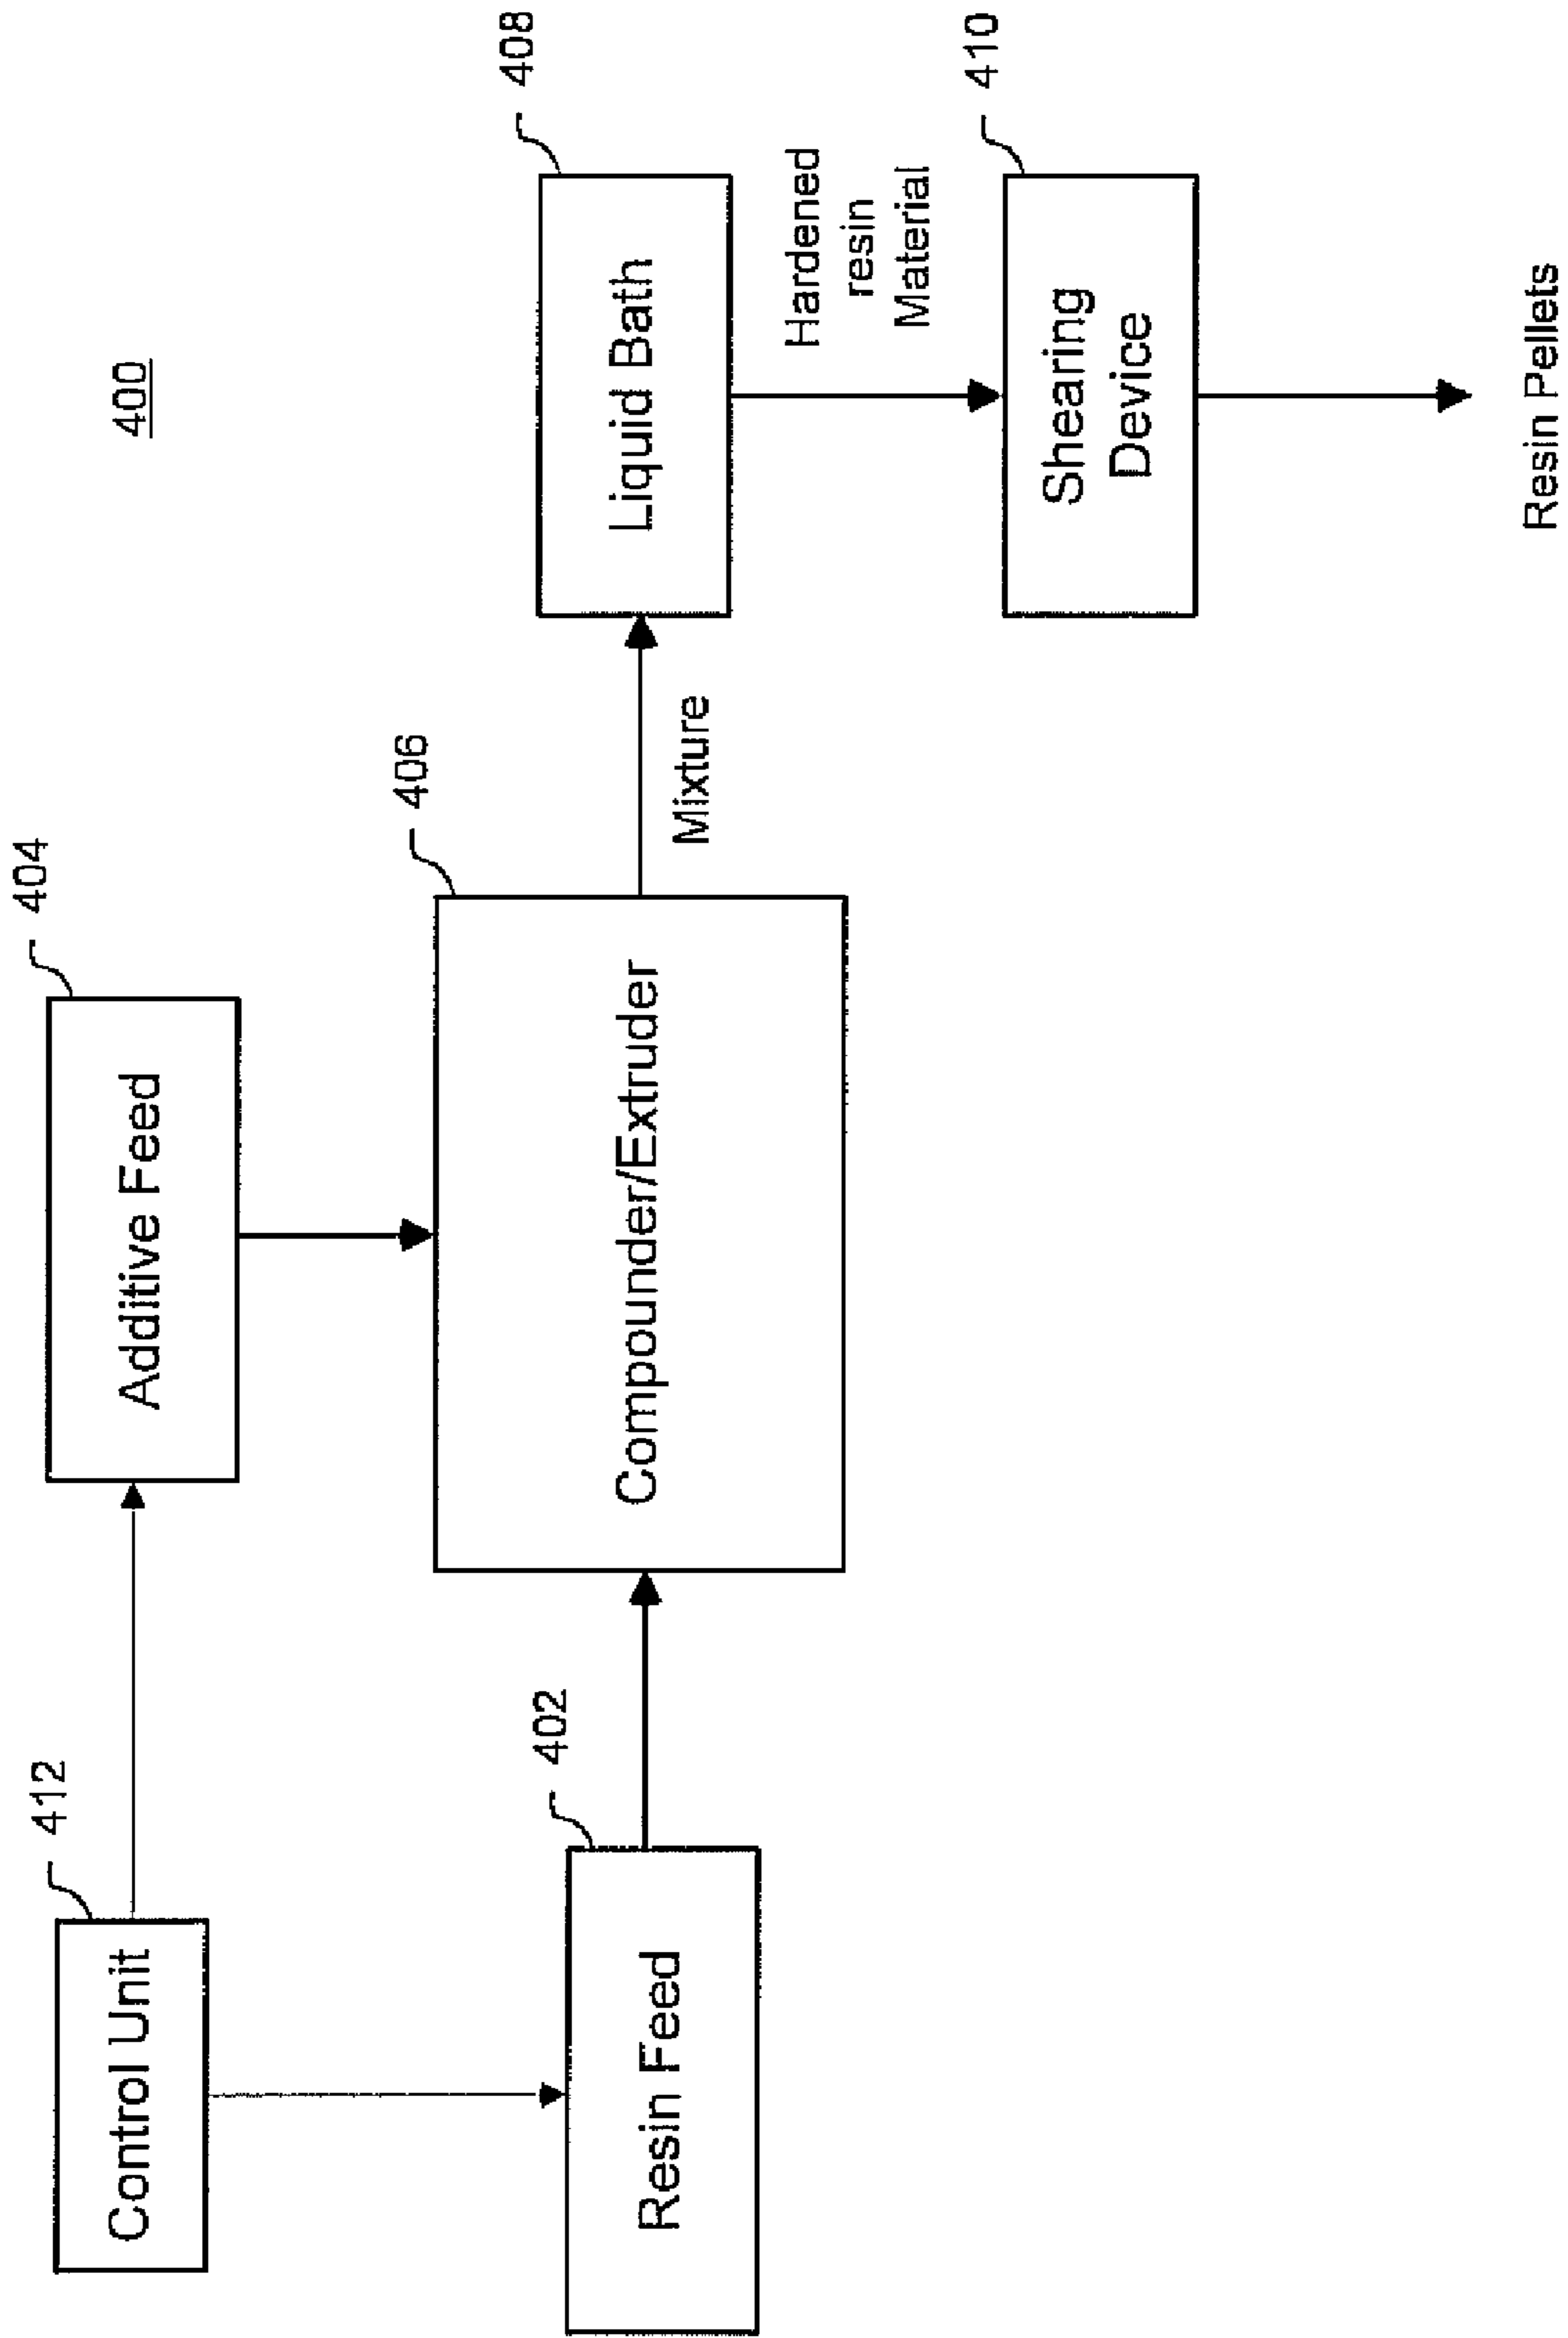 400
412
Control Unit
404
Additive Feed
402
Resin Feed
406
Compounder/Extruder
Mixture
408
Liquid Bath
Hardened
resin
Material
410
Shearing
Device
Resin Pellets